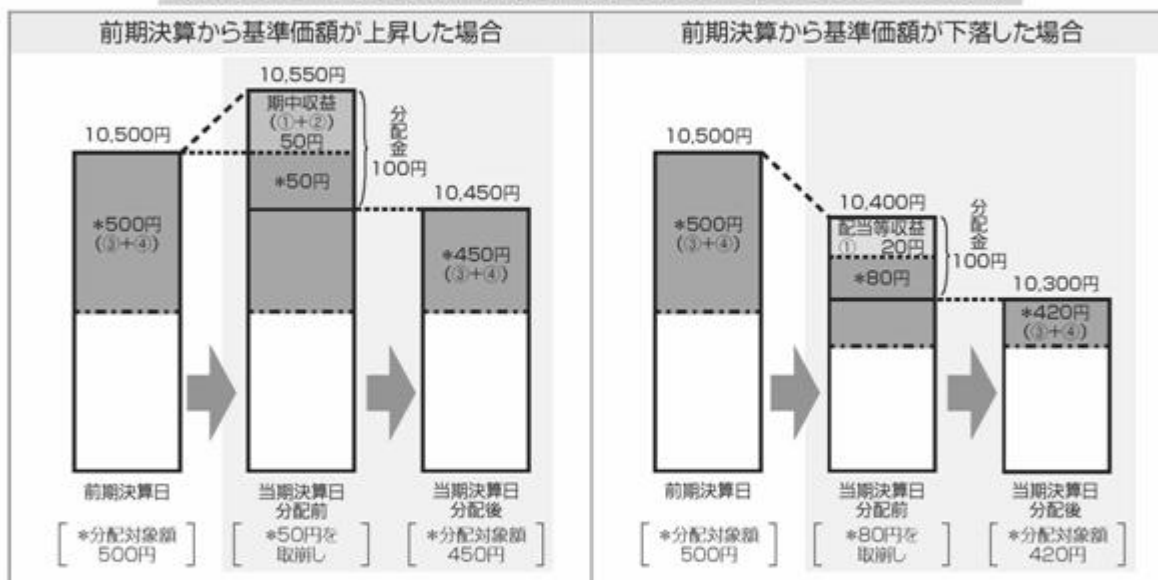 前期決算から基準価額が上昇した場合
10,550円
期中収益
(①+②)
50円
*50円
分配金
100円
10,500円
*500円
(③+④)
10,450円
*450円
(③+④)
前期決算日
当期決算日
分配前
当期決算日
分配後
*分配対象額
500円
*50円を
取崩し
*分配対象額
450円
前期決算から基準価額が下落した場合
10,500円
*500円
(③+④)
10,400円
配当等収益
① 20円
*80円
分配金
100円
10,300円
*420円
(③+④)
前期決算日
当期決算日
分配前
当期決算日
分配後
*分配対象額
500円
*80円を
取崩し
*分配対象額
420円